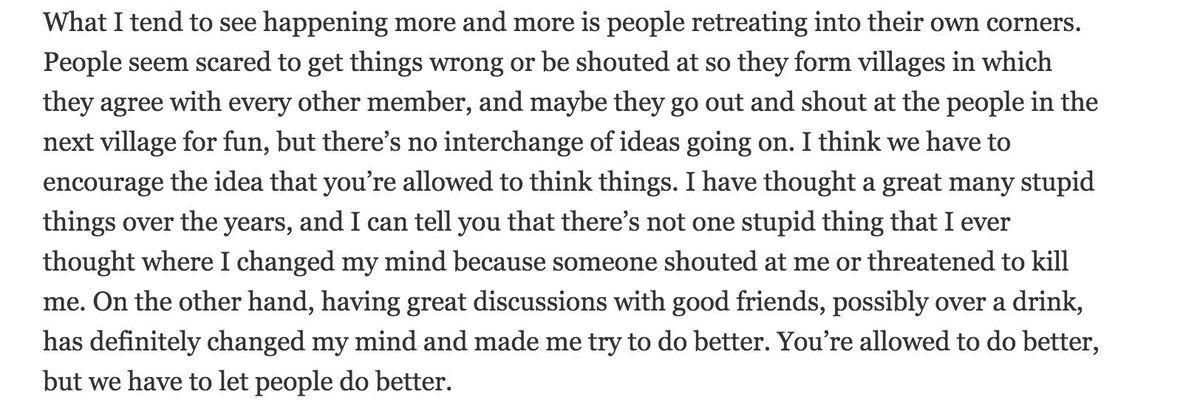 What I tend to see happening more and more is people retreating into their own corners.
People seem scared to get things wrong or be shouted at so they form villages in which
they agree with every other member, and maybe they go out and shout at the people in the
next village for fun, but there’s no interchange of ideas going on. I think we have to
encourage the idea that you’re allowed to think things. I have thought a great many stupid
things over the years, and I can tell you that there’s not one stupid thing that I ever
thought where I changed my mind because someone shouted at me or threatened to kill
me. On the other hand, having great discussions with good friends, possibly over a drink,
has definitely changed my mind and made me try to do better. You’re allowed to do better,
but we have to let people do better.